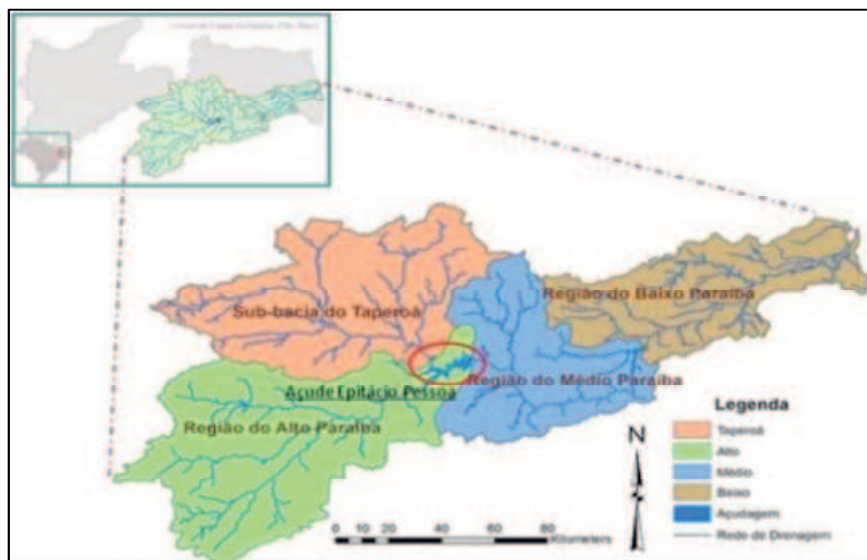 Sub-bacia do Taperoá
Região do Baixo Paraíba
Açude Epitácio Pessoa
Região do Médio Paraíba
Região do Alto Paraíba
N
Legenda
Taperoá
Alto
Médio
Baixo
Açudagem
Rede de Drenagem
0 10 20 40 60 80
Kilometers